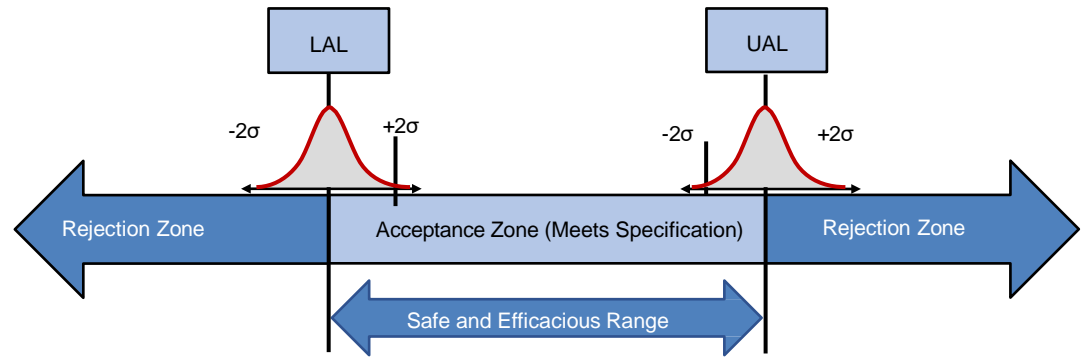 LAL
UAL
-2σ
+2σ
-2σ
+2σ
Rejection Zone
Acceptance Zone (Meets Specification)
Rejection Zone
Safe and Efficacious Range